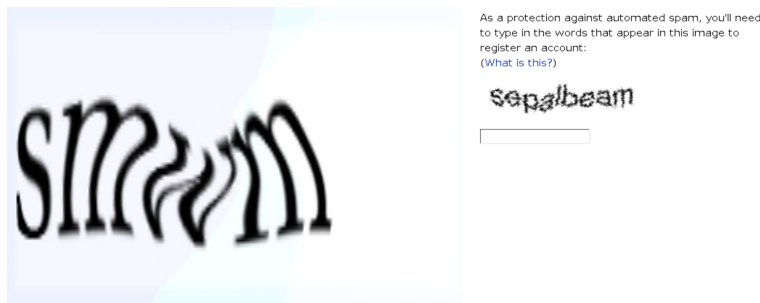 smwm
As a protection against automated spam, you'll need
to type in the words that appear in this image to
register an account:
(What is this?)
sepalbeam